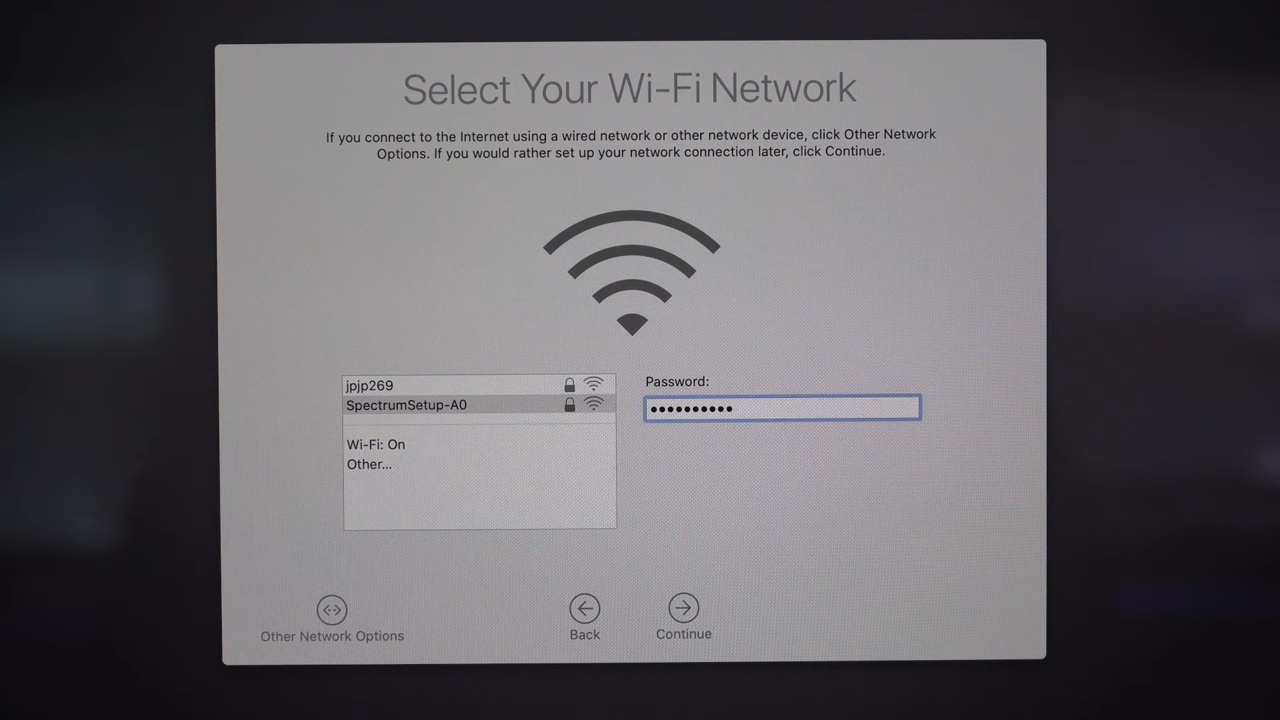 Select Your Wi-Fi Network
If you connect to the Internet using a wired network or other network device, click Other Network
Options. If you would rather set up your network connection later, click Continue.
jpjp269
SpectrumSetup-A0
Wi-Fi: On
Other...
Password:
••••••••••
Other Network Options
Back
Continue